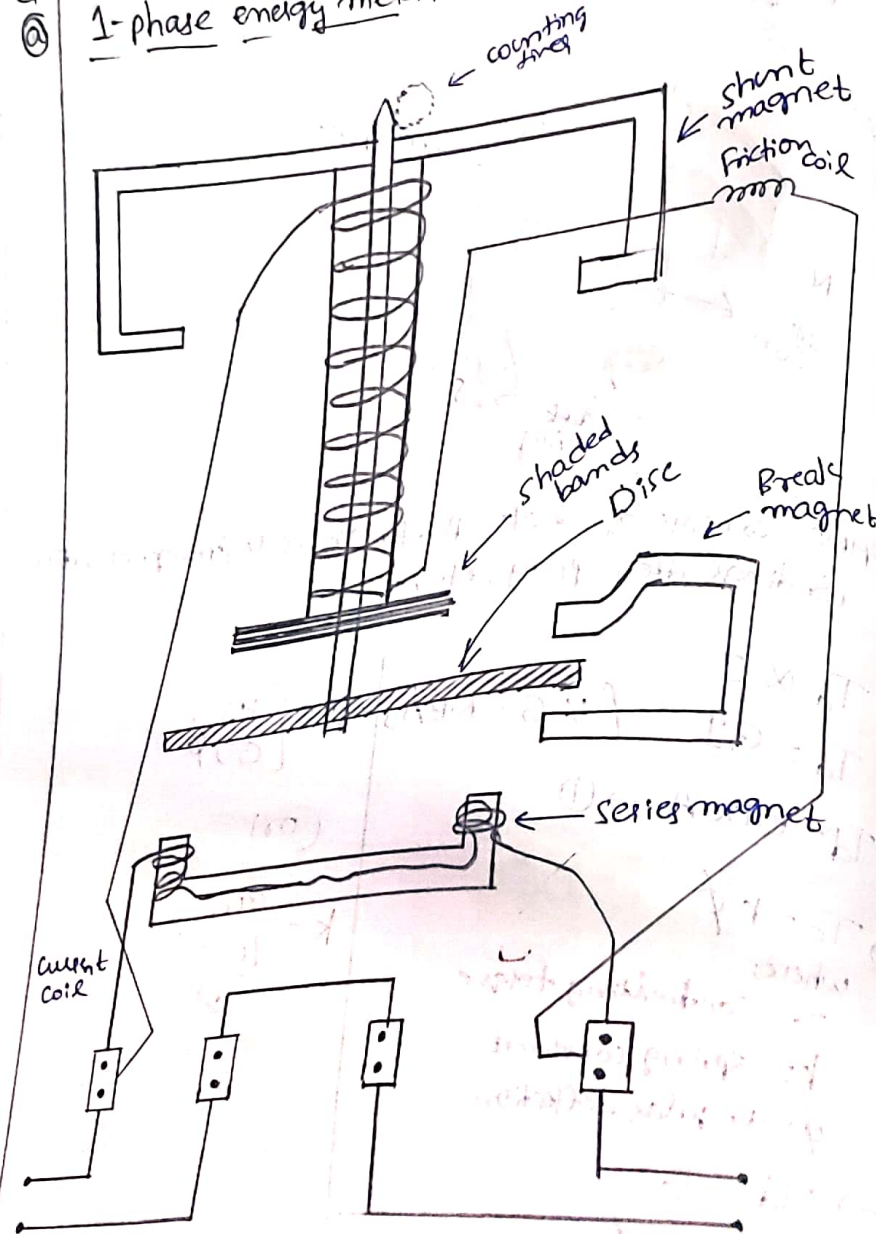 ⓐ 1-phase energy
counting
shunt
magnet
Friction coil
shaded
bands
Disc
Break
magnet
series magnet
current
coil